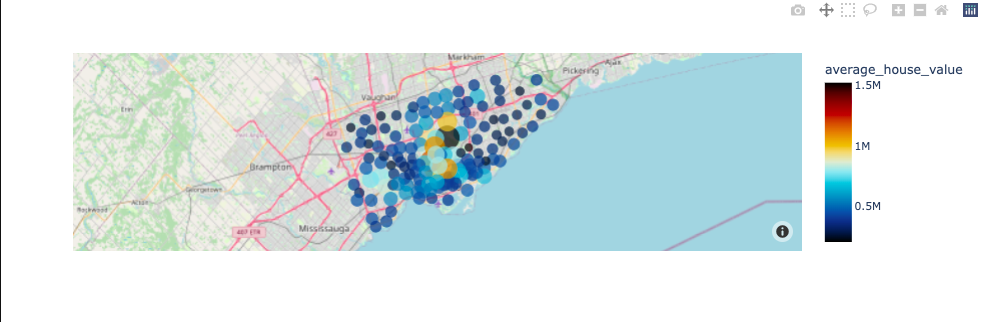 Markham
Ajax
Pickering
average_house_value
1.5M
Vaughan
Erin
427
1M
Brampton
Georgetown
Acton
Rockwood
0.5M
407 ETR
Mississauga